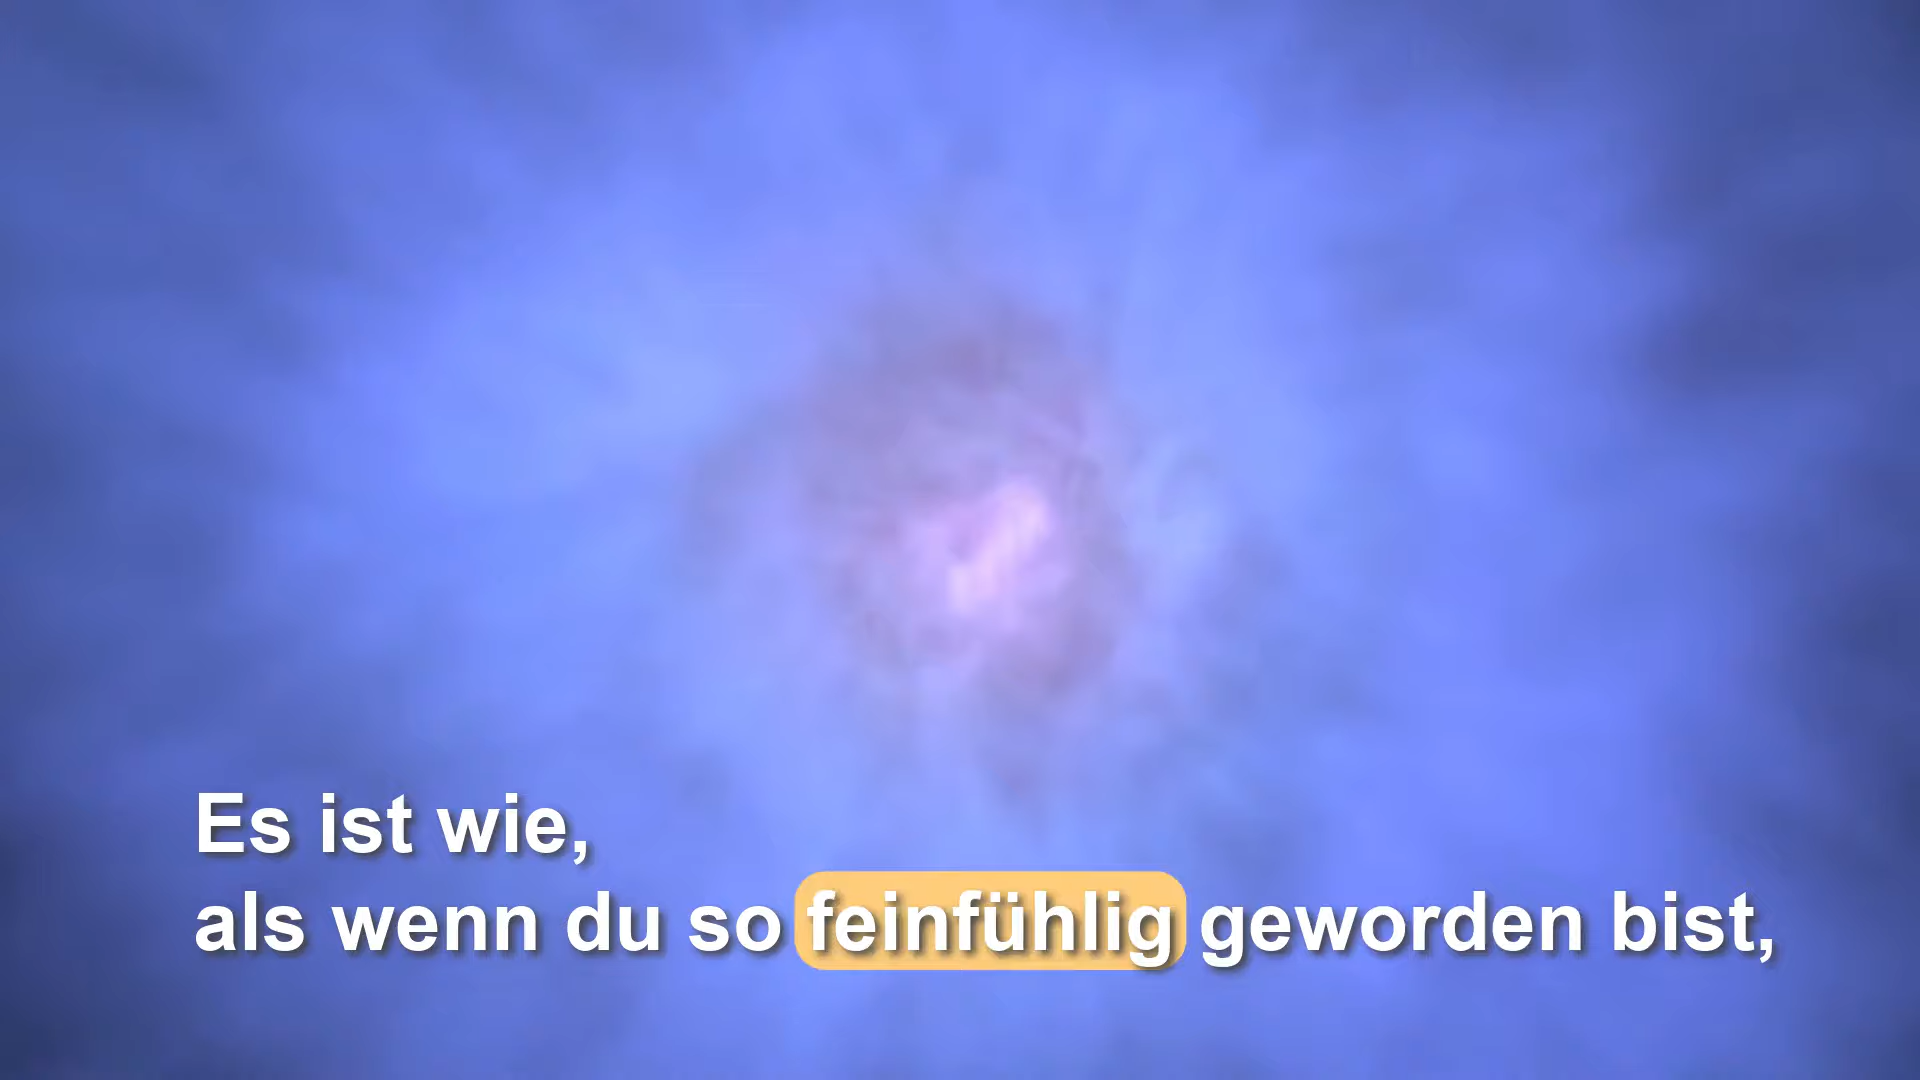 Es ist wie,
als wenn du so feinfühlig geworden bist,